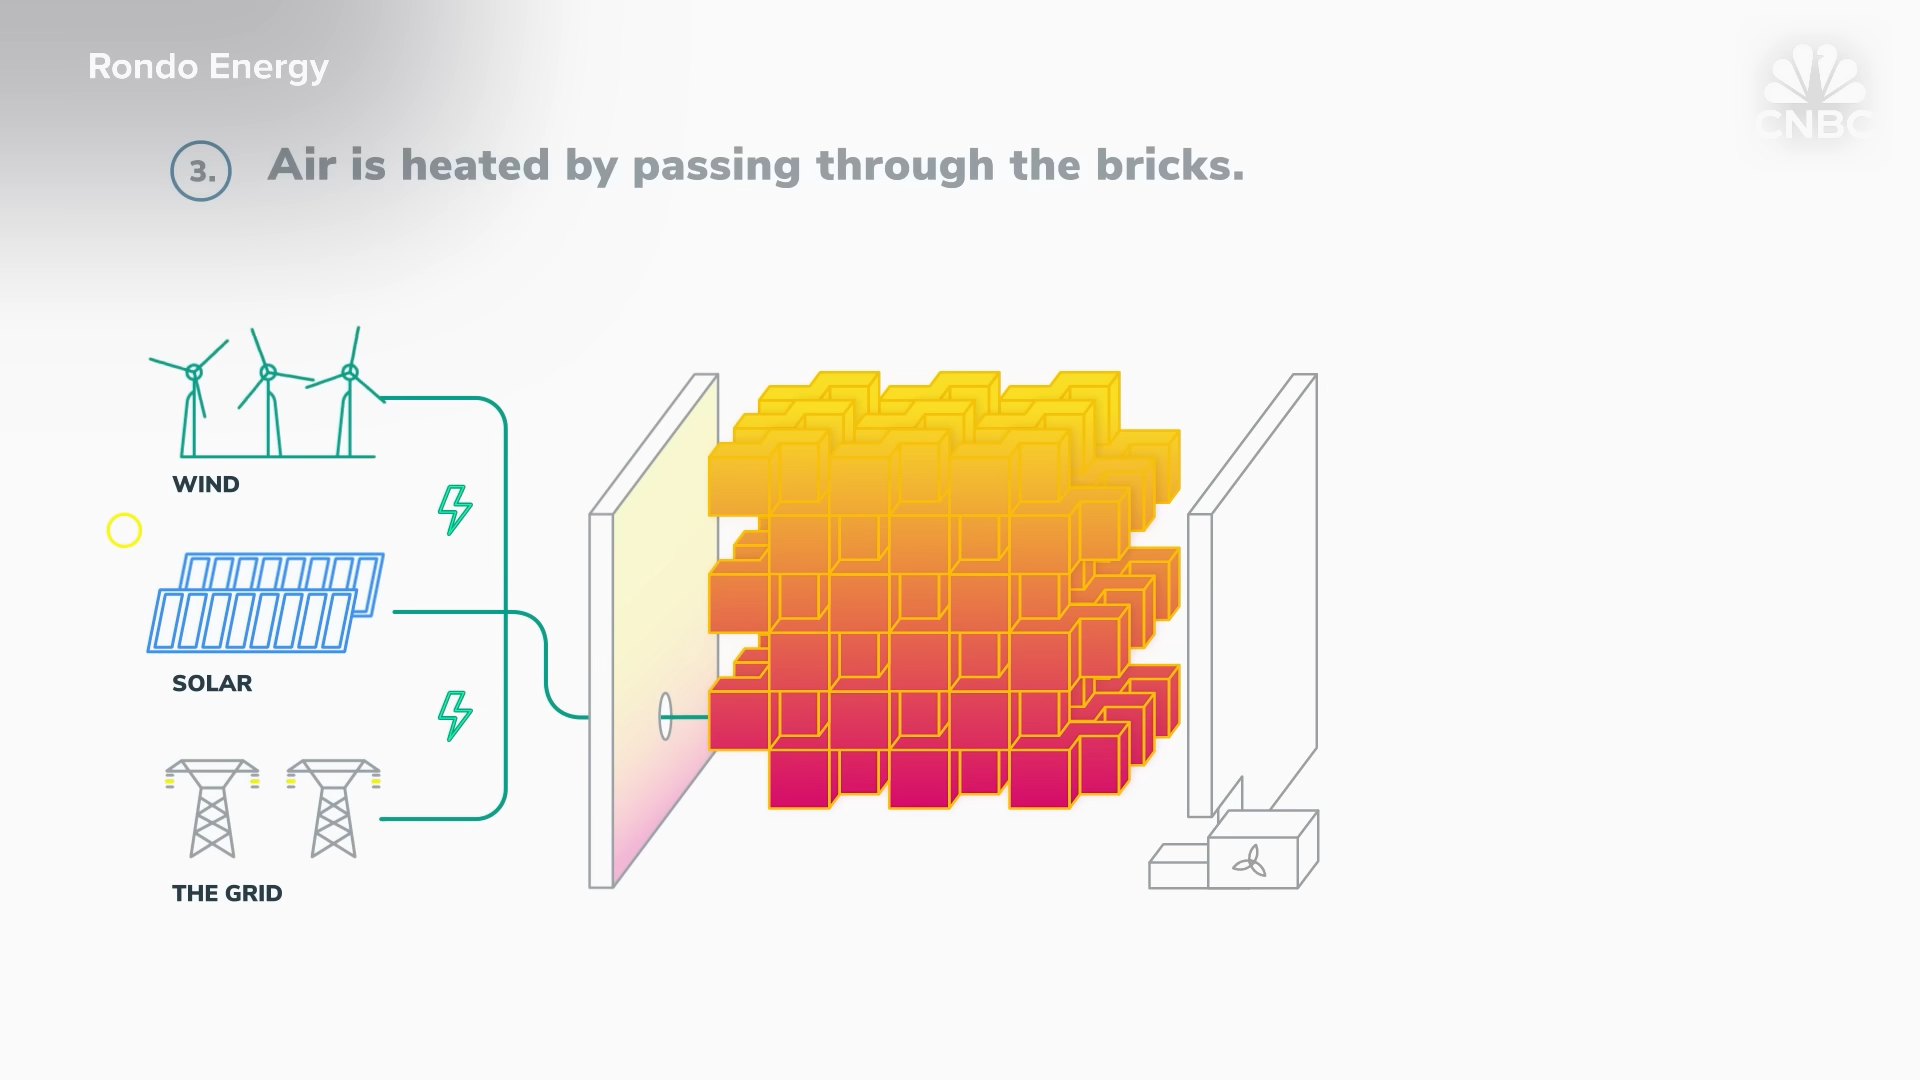 Rondo Energy
CNBC
3. Air is heated by passing through the bricks.
WIND
SOLAR
THE GRID